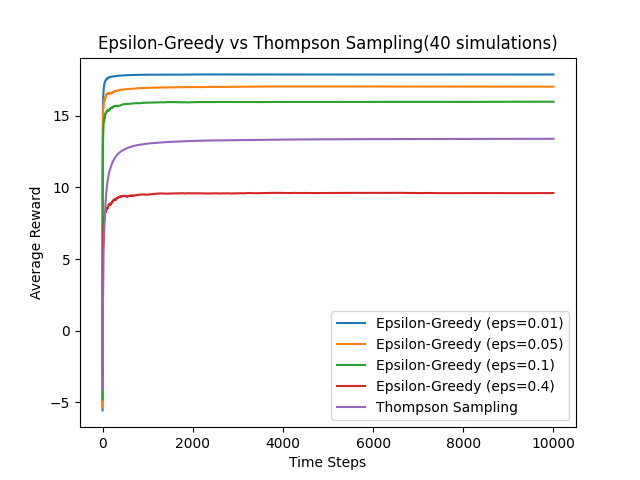 Epsilon-Greedy vs Thompson Sampling(40 simulations)
Average Reward
15
10
5
0
−5
0 2000 4000 6000 8000 10000
Time Steps
Epsilon-Greedy (eps=0.01)
Epsilon-Greedy (eps=0.05)
Epsilon-Greedy (eps=0.1)
Epsilon-Greedy (eps=0.4)
Thompson Sampling